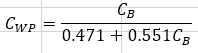 C_WP = C_B / (0.471 + 0.551C_B)